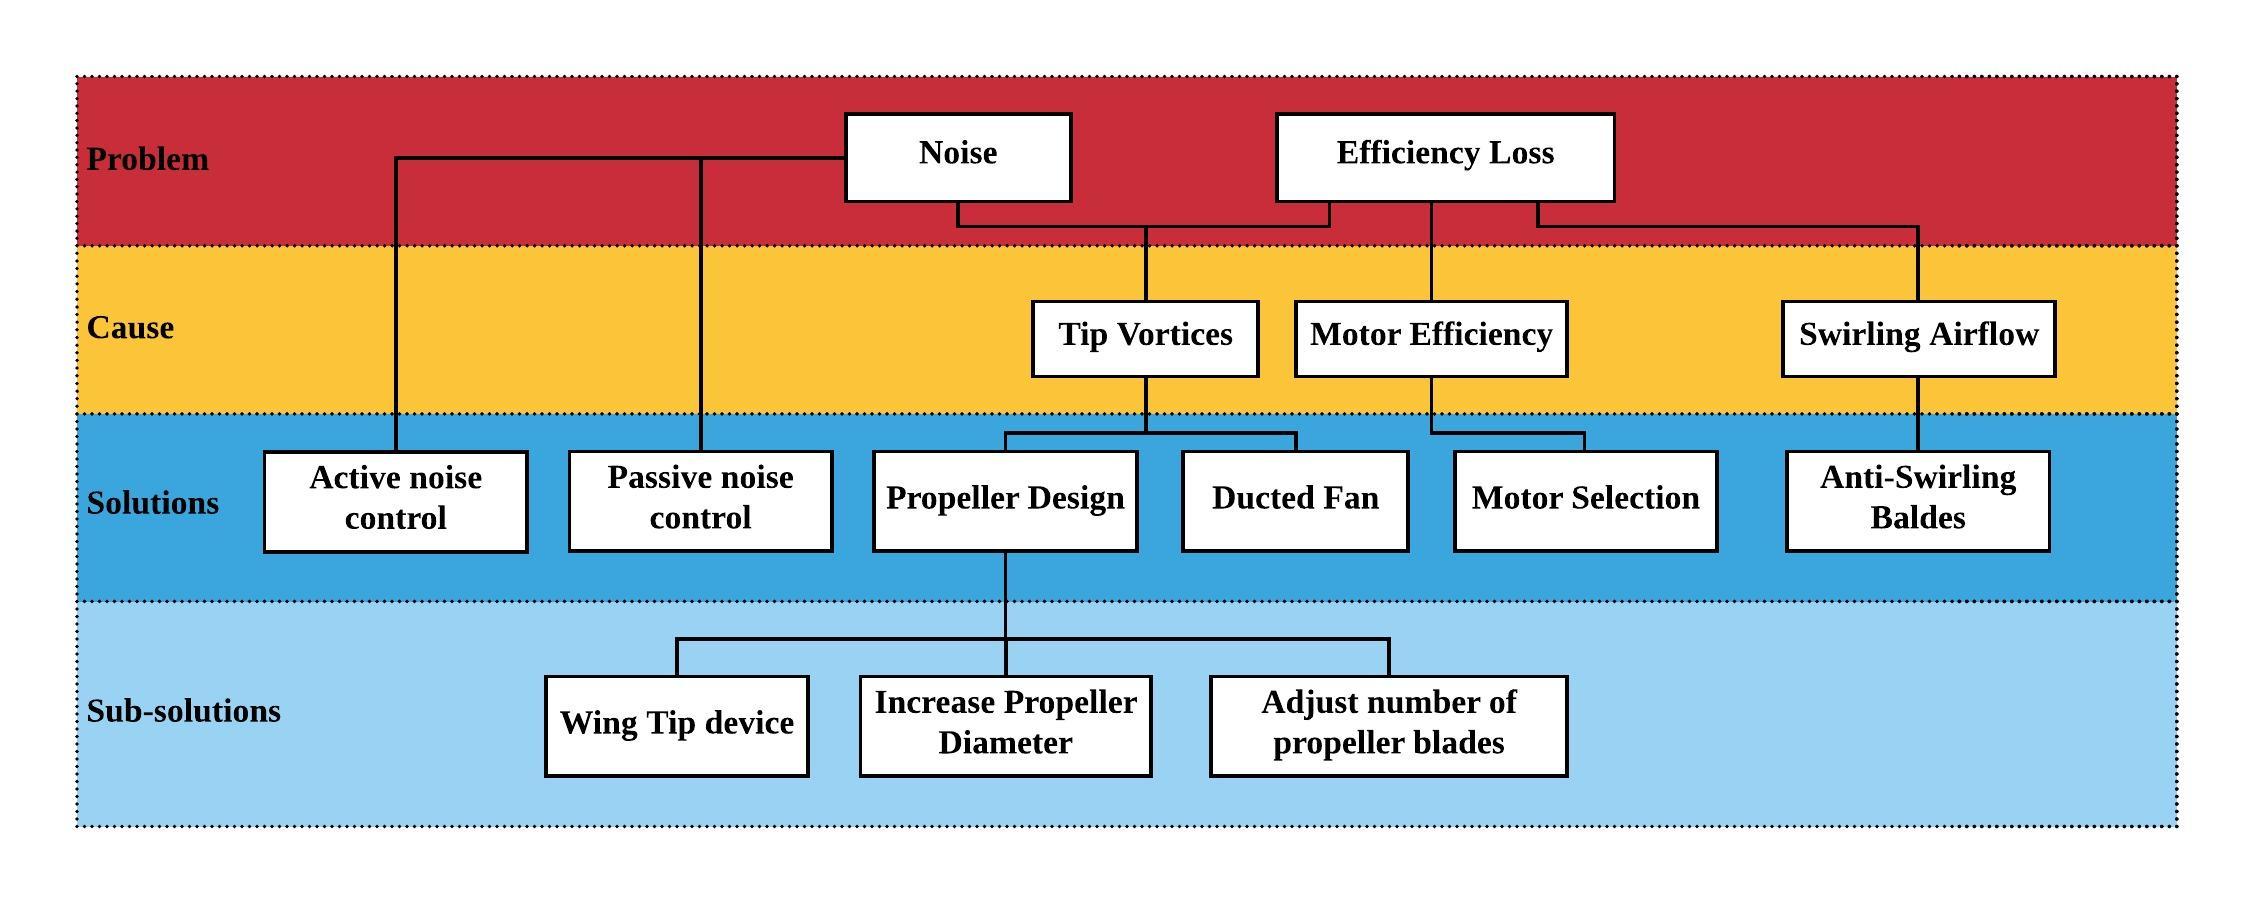 Problem
Noise
Efficiency Loss
Cause
Tip Vortices
Motor Efficiency
Swirling Airflow
Solutions
Active noise
control
Passive noise
control
Propeller Design
Ducted Fan
Motor Selection
Anti-Swirling
Baldes
Sub-solutions
Wing Tip device
Increase Propeller
Diameter
Adjust number of
propeller blades